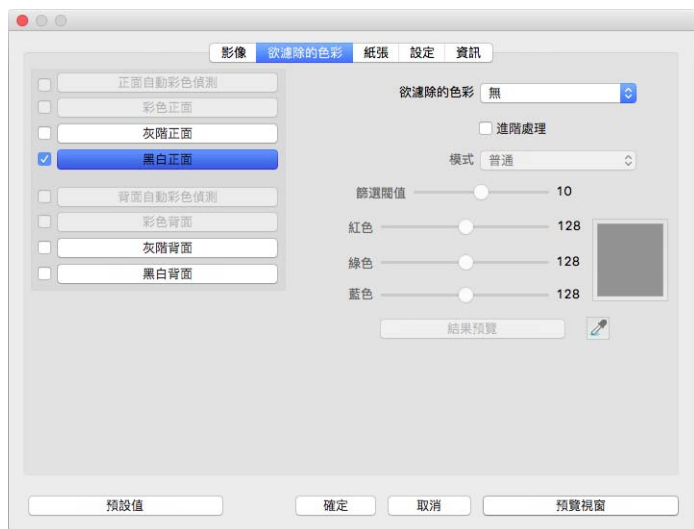 影像 欲濾除的色彩 紙張 設定 資訊
正面自動彩色偵測
彩色正面
灰階正面
黑白正面
背面自動彩色偵測
彩色背面
灰階背面
黑白背面
欲濾除的色彩 無
進階處理
模式 普通
篩選閥值 10
紅色 128
綠色 128
藍色 128
結果預覽
預設值 確定 取消 預覽視窗